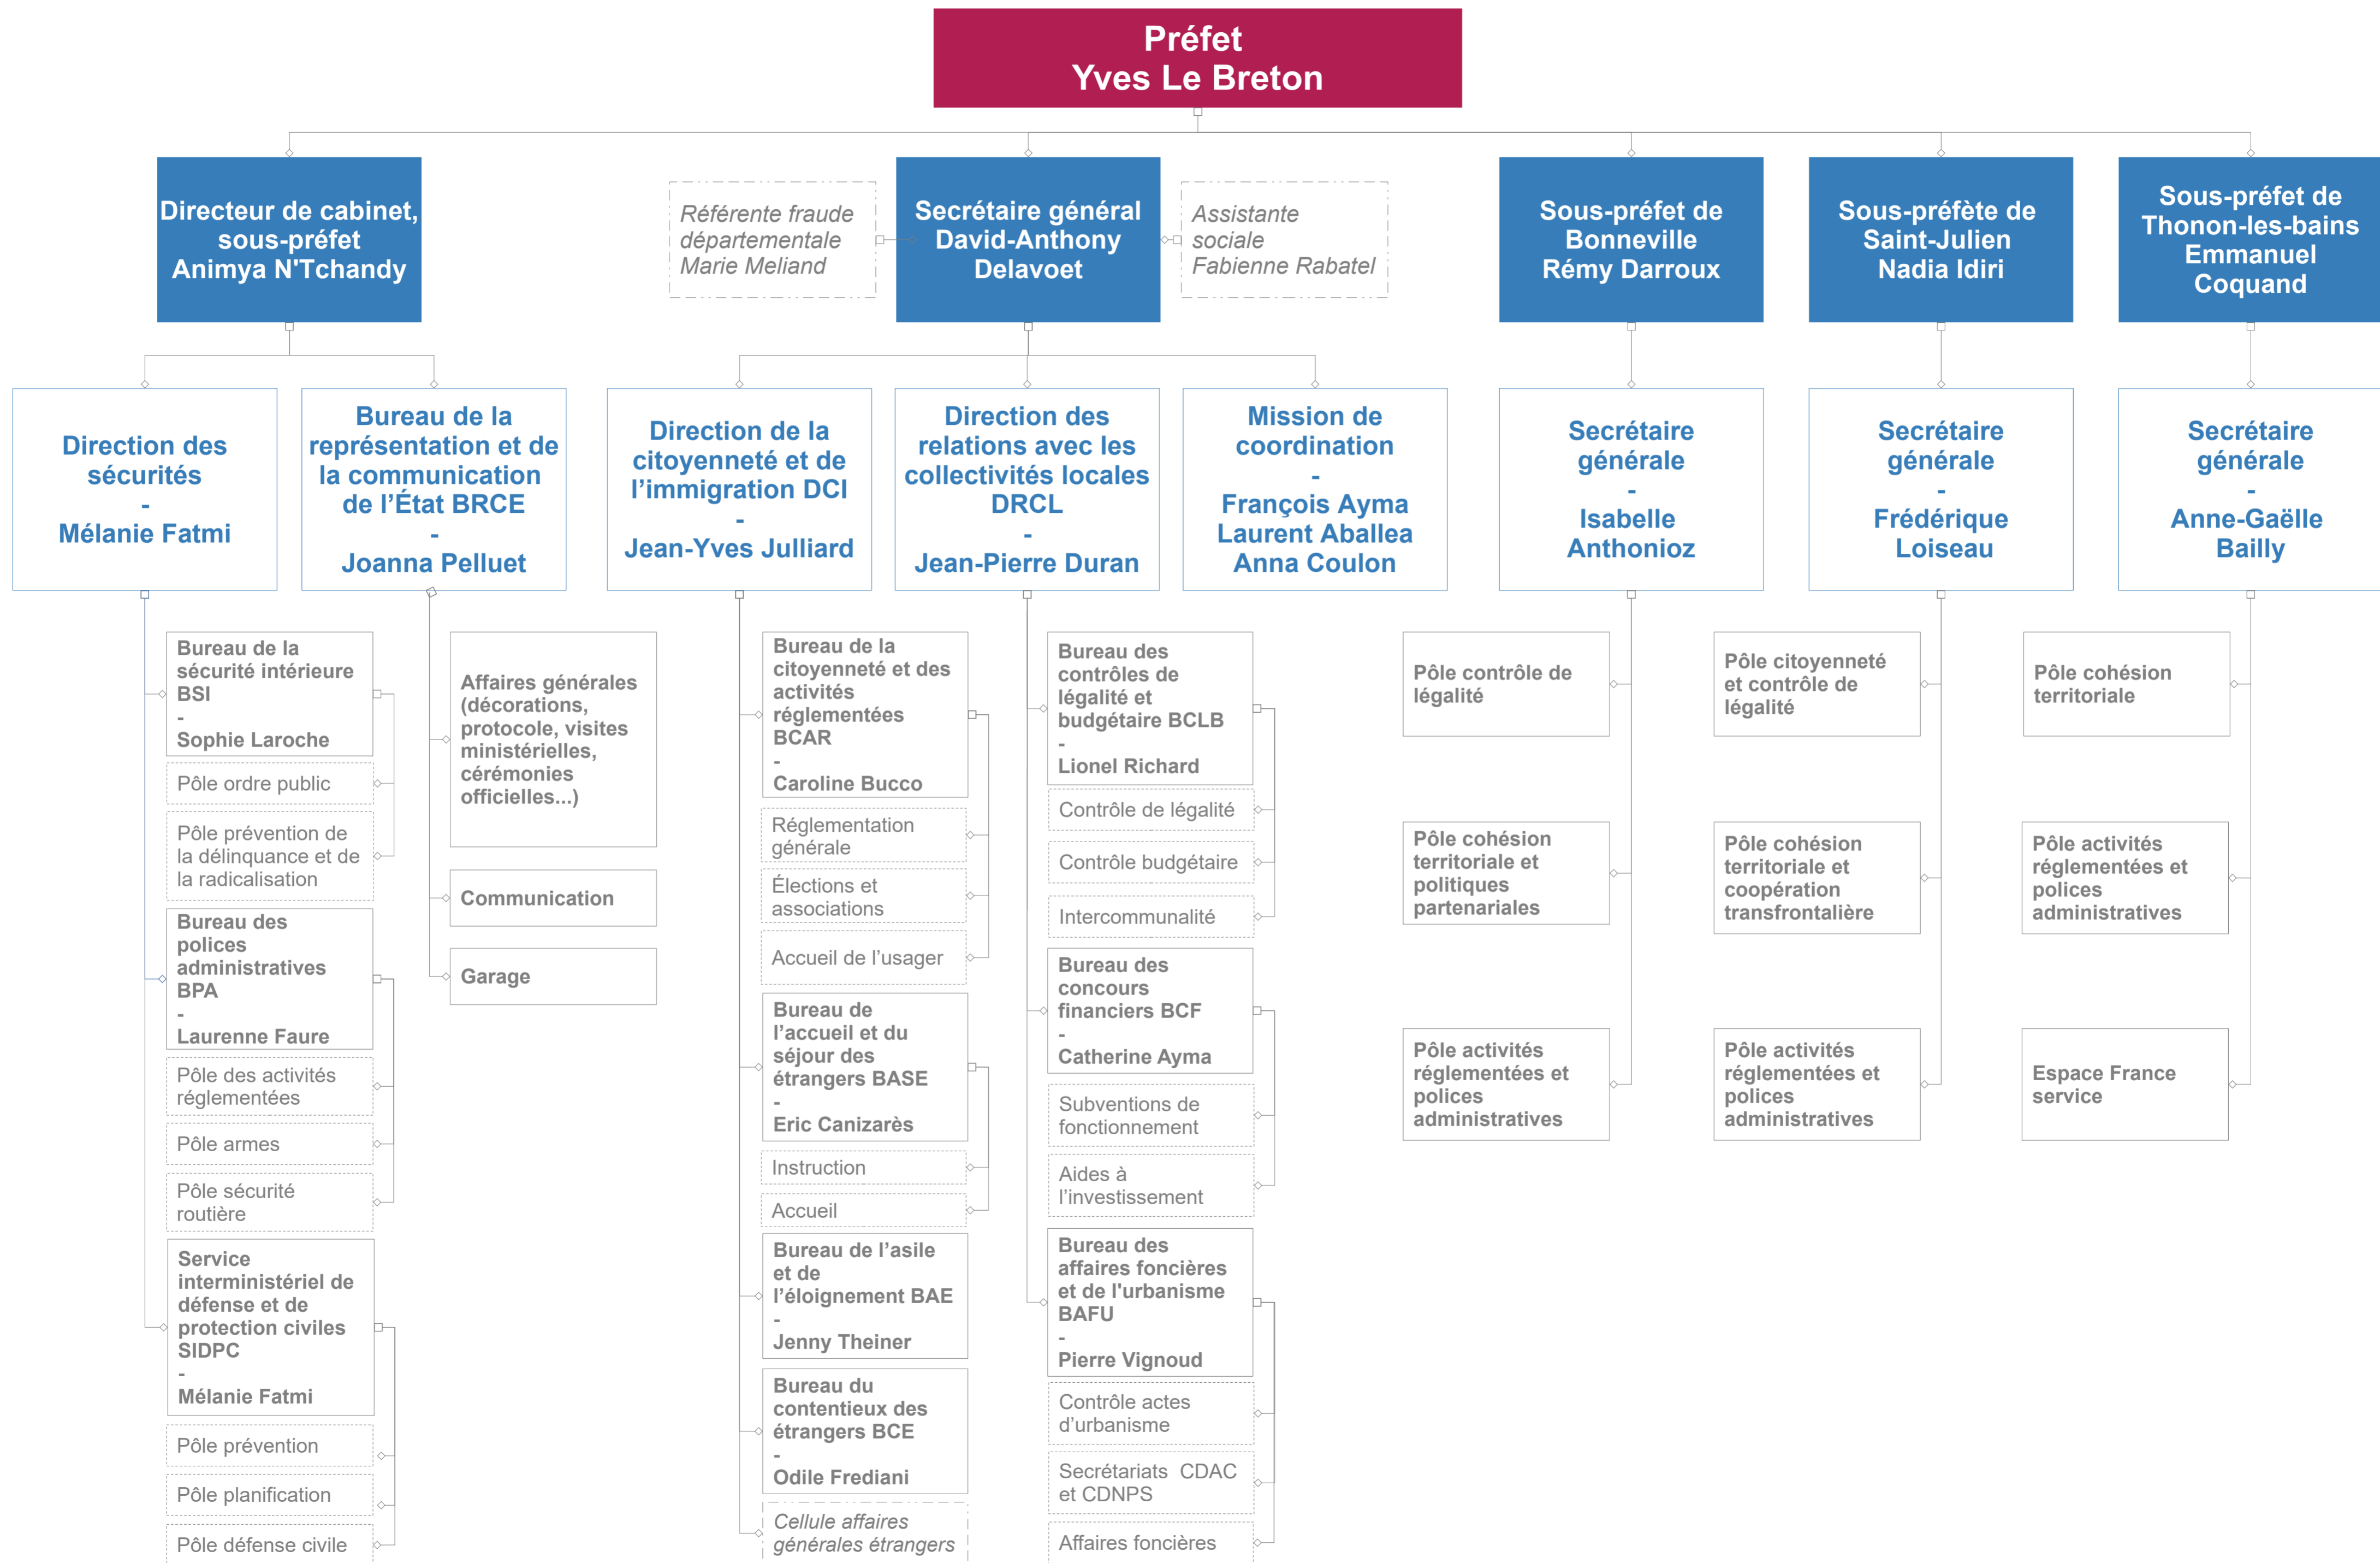 Préfet
Yves Le Breton
Directeur de cabinet,
sous-préfet
Animya N'Tchandy
Référente fraude
départementale
Marie Meliand
Secrétaire général
David-Anthony
Delavoet
Assistante
sociale
Fabienne Rabatel
Sous-préfet de
Bonneville
Rémy Darroux
Sous-préfète de
Saint-Julien
Nadia Idiri
Sous-préfet de
Thonon-les-bains
Emmanuel
Coquand
Direction des
sécurités
-
Mélanie Fatmi
Bureau de la
représentation et de
la communication
de l'État BRCE
-
Joanna Pelluet
Direction de la
citoyenneté et de
l’immigration DCI
-
Jean-Yves Julliard
Direction des
relations avec les
collectivités locales
DRCL
-
Jean-Pierre Duran
Mission de
coordination
-
François Ayma
Laurent Aballea
Anna Coulon
Secrétaire
générale
-
Isabelle
Anthonioz
Secrétaire
générale
-
Frédérique
Loiseau
Secrétaire
générale
-
Anne-Gaëlle
Bailly
Bureau de la
sécurité intérieure
BSI
-
Sophie Laroche
Pôle ordre public
Pôle prévention de
la délinquance et de
la radicalisation
Bureau des
polices
administratives
BPA
-
Laurenne Faure
Pôle des activités
réglementées
Pôle armes
Pôle sécurité
routière
Service
interministériel de
défense et de
protection civiles
SIDPC
-
Mélanie Fatmi
Pôle prévention
Pôle planification
Pôle défense civile
Affaires générales
(décorations,
protocole, visites
ministérielles,
cérémonies
officielles...)
Communication
Garage
Bureau de la
citoyenneté et des
activités
réglementées
BCAR
-
Caroline Bucco
Réglementation
générale
Élections et
associations
Accueil de l’usager
Bureau de
l’accueil et du
séjour des
étrangers BASE
-
Eric Canizarès
Instruction
Accueil
Bureau de l’asile
et de
l’éloignement BAE
-
Jenny Theiner
Bureau du
contentieux des
étrangers BCE
-
Odile Frediani
Cellule affaires
générales étrangers
Bureau des
contrôles de
légalité et
budgétaire BCLB
-
Lionel Richard
Contrôle de légalité
Contrôle budgétaire
Intercommunalité
Bureau des
concours
financiers BCF
-
Catherine Ayma
Subventions de
fonctionnement
Aides à
l’investissement
Bureau des
affaires foncières
et de l'urbanisme
BAFU
-
Pierre Vignoud
Contrôle actes
d’urbanisme
Secrétariats CDAC
et CDNPS
Affaires foncières
Pôle contrôle de
légalité
Pôle cohésion
territoriale et
politiques
partenariales
Pôle activités
réglementées et
polices
administratives
Pôle citoyenneté
et contrôle de
légalité
Pôle cohésion
territoriale et
coopération
transfrontalière
Pôle activités
réglementées et
polices
administratives
Pôle cohésion
territoriale
Pôle activités
réglementées et
polices
administratives
Espace France
service